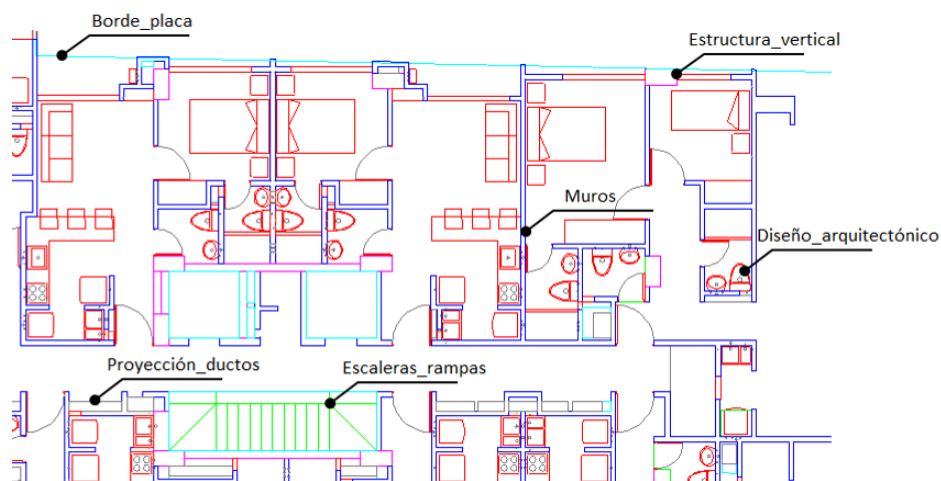 Borde_placa
Estructura_vertical
Muros
Diseño_arquitectónico
Proyección_ductos
Escaleras_rampas